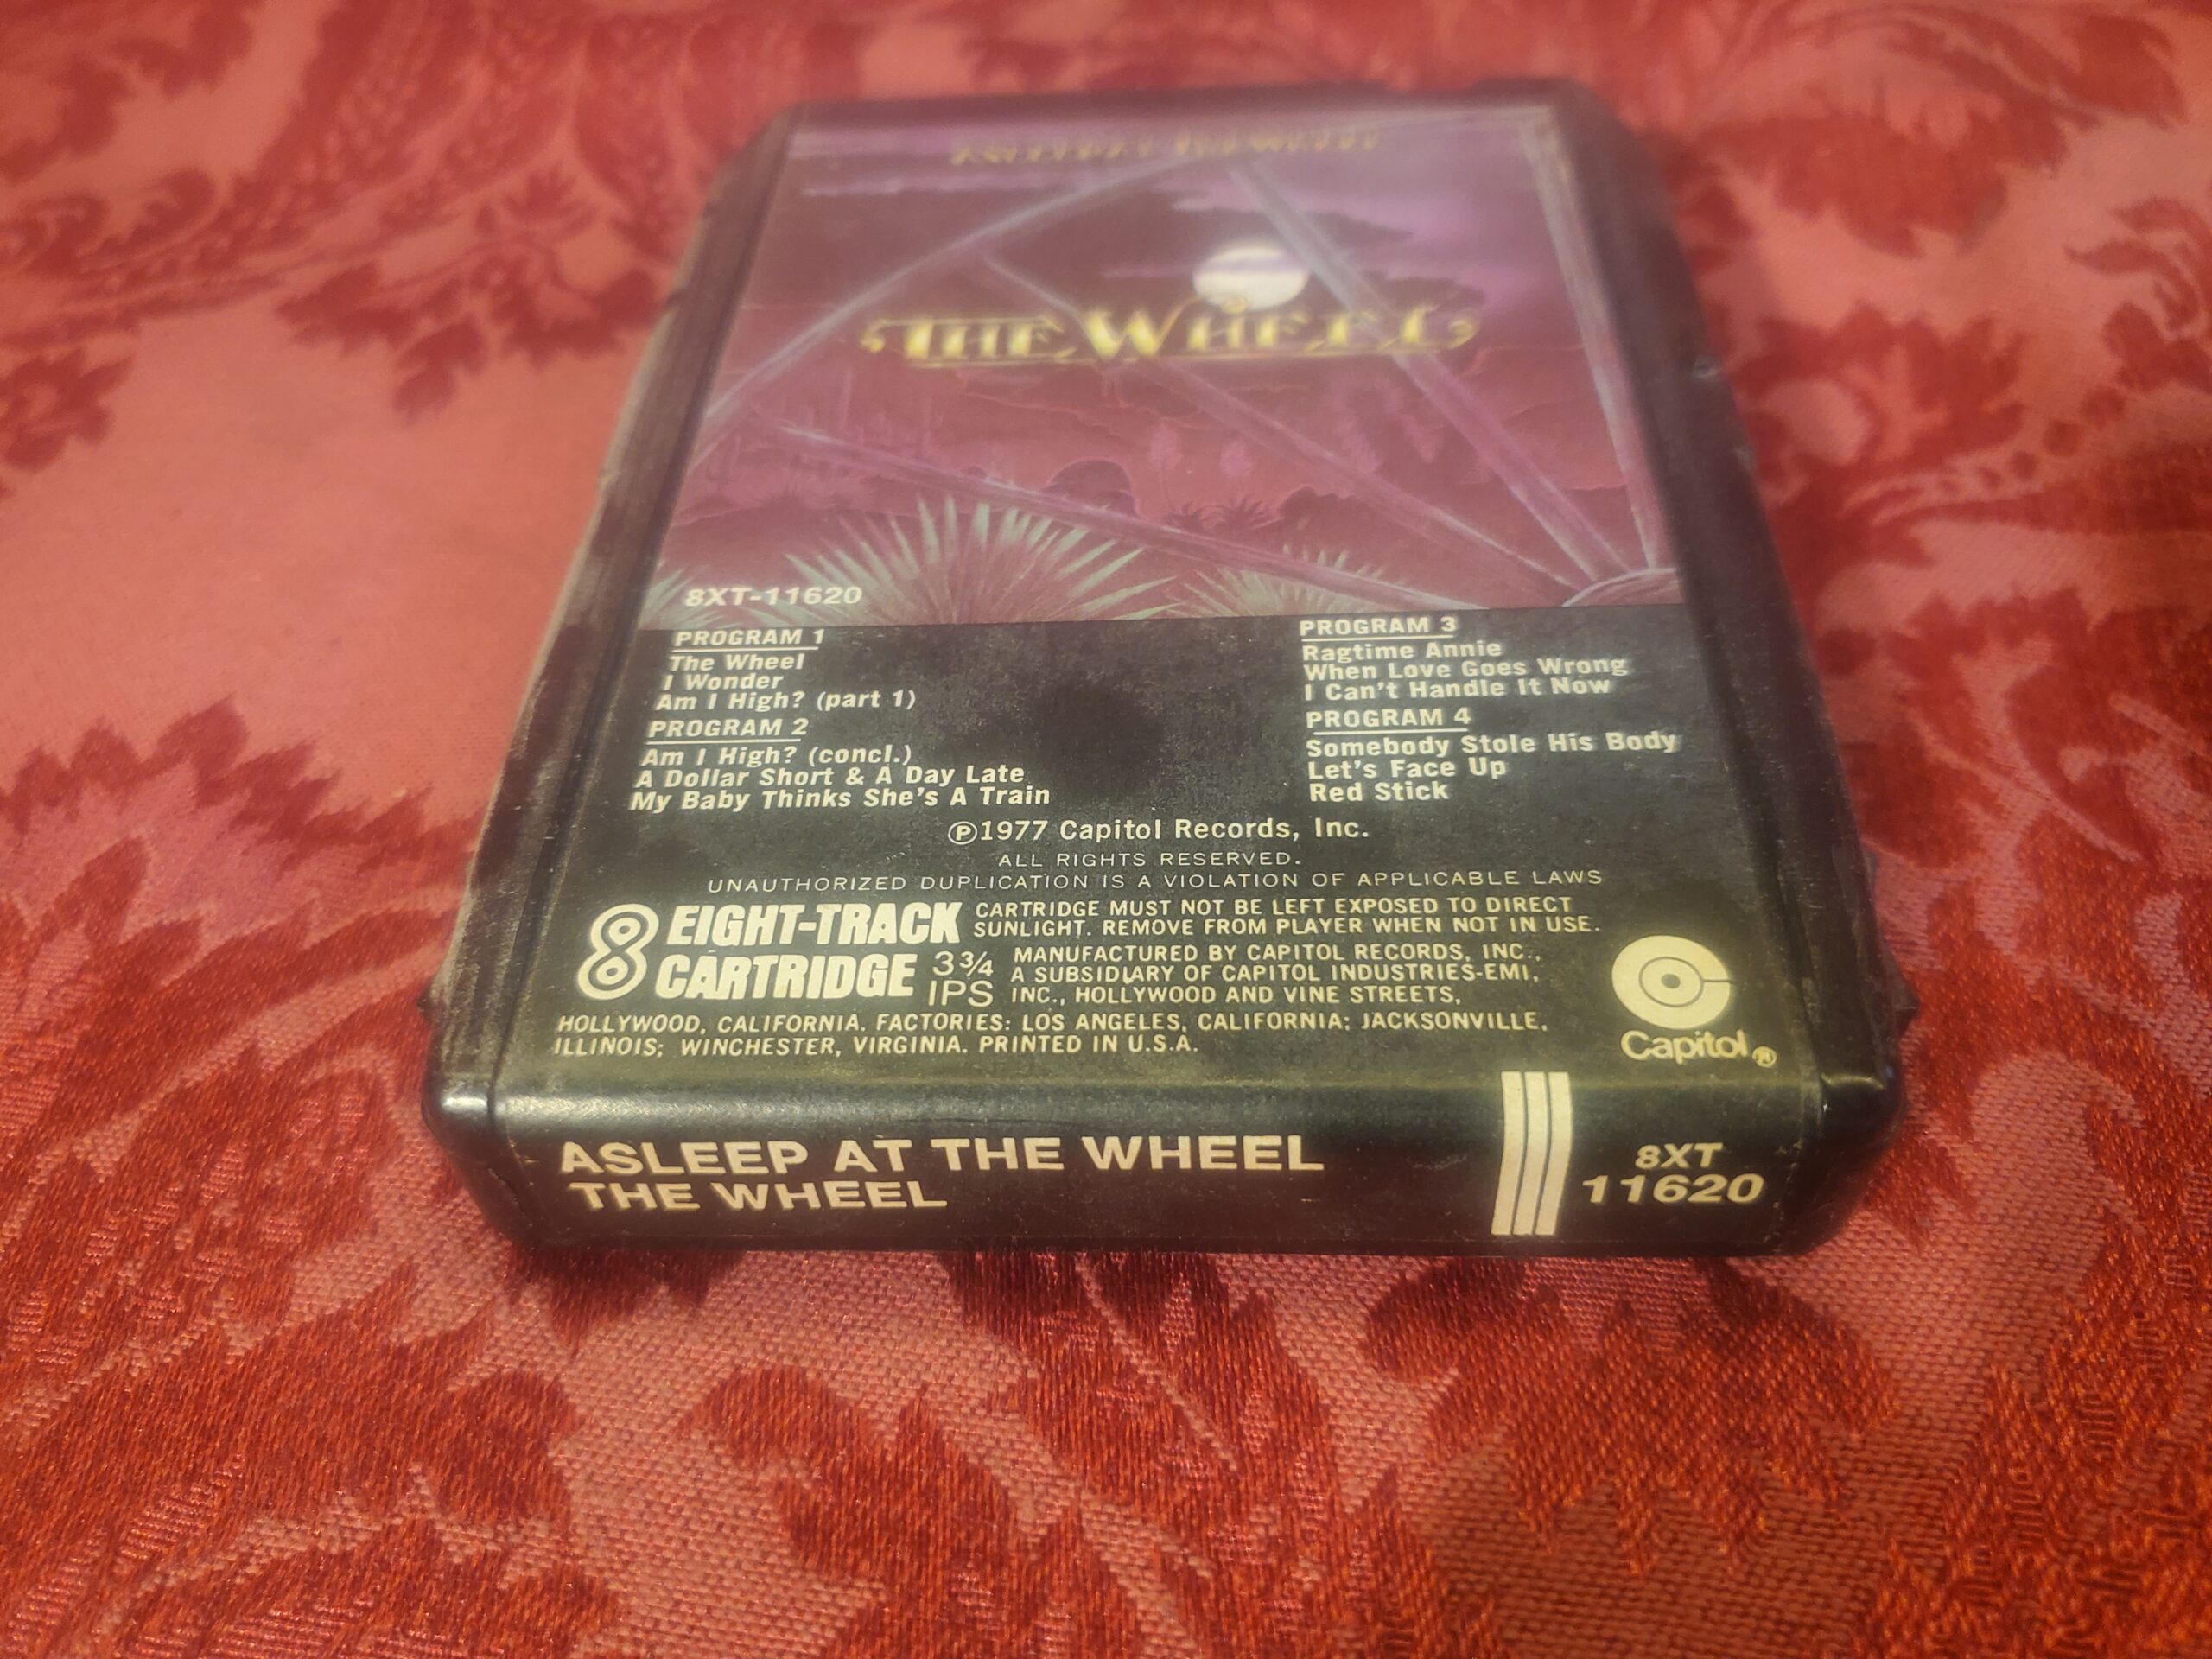 ASLEEP AT THE WHEEL
THE WHEEL
8XT-11620
PROGRAM 1
The Wheel
I Wonder
Am I High? (part 1)
PROGRAM 2
Am I High? (concl.)
A Dollar Short & A Day Late
My Baby Thinks She's A Train
PROGRAM 3
Ragtime Annie
When Love Goes Wrong
I Can't Handle It Now
PROGRAM 4
Somebody Stole His Body
Let's Face Up
Red Stick
℗1977 Capitol Records, Inc.
ALL RIGHTS RESERVED.
UNAUTHORIZED DUPLICATION IS A VIOLATION OF APPLICABLE LAWS
8 EIGHT-TRACK CARTRIDGE
3¾ IPS
CARTRIDGE MUST NOT BE LEFT EXPOSED TO DIRECT
SUNLIGHT. REMOVE FROM PLAYER WHEN NOT IN USE.
MANUFACTURED BY CAPITOL RECORDS, INC.,
A SUBSIDIARY OF CAPITOL INDUSTRIES-EMI,
INC., HOLLYWOOD AND VINE STREETS,
HOLLYWOOD, CALIFORNIA. FACTORIES: LOS ANGELES, CALIFORNIA; JACKSONVILLE,
ILLINOIS; WINCHESTER, VIRGINIA. PRINTED IN U.S.A.
Capitol®
ASLEEP AT THE WHEEL
THE WHEEL
8XT
11620